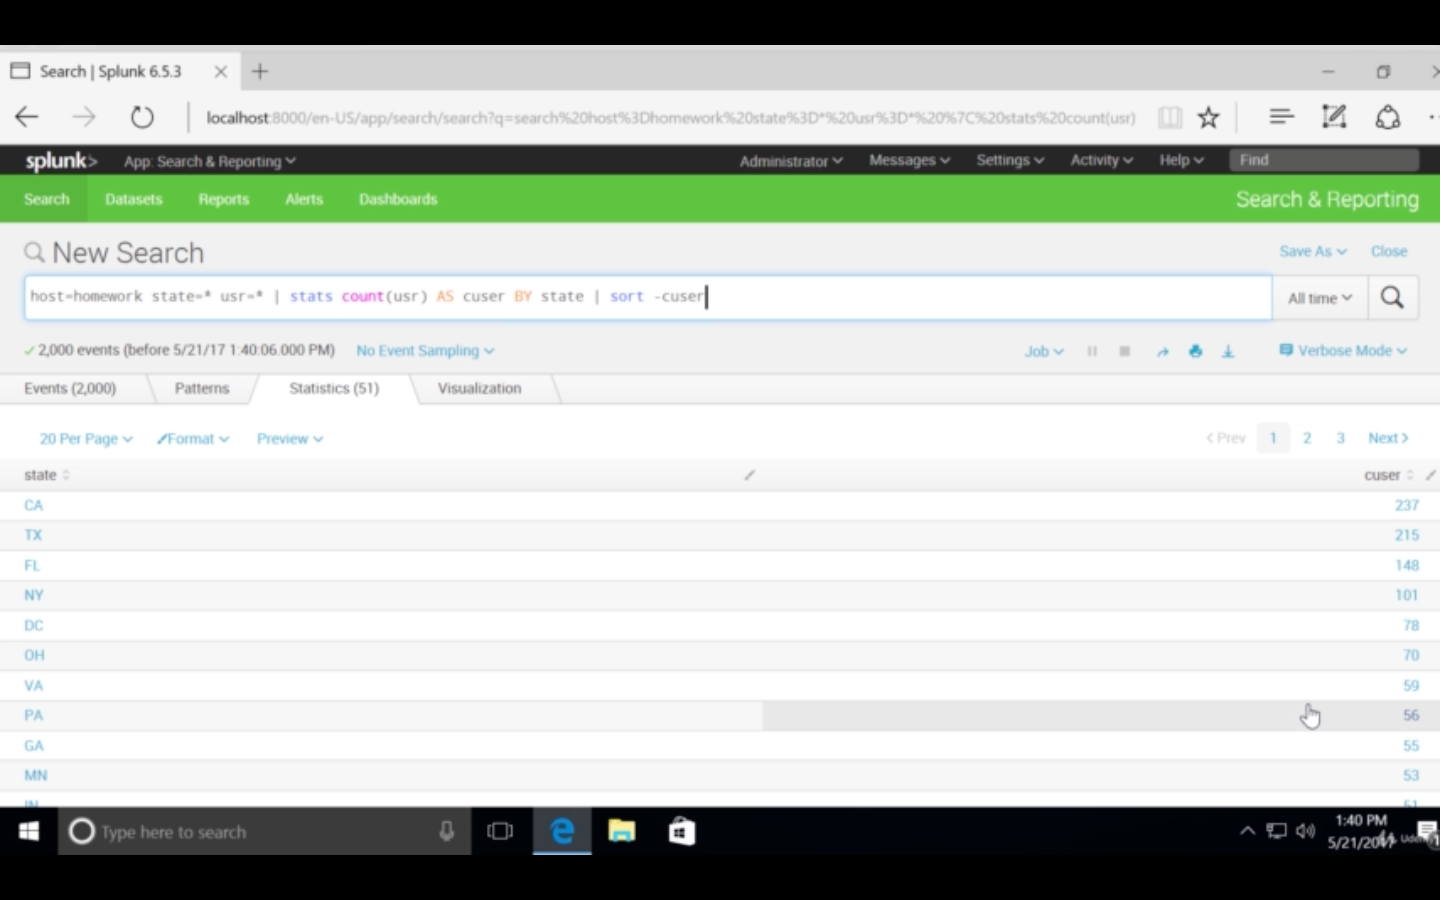 Search | Splunk 6.5.3
localhost:8000/en-US/app/search/search?q=search%20host%3Dhomework%20state%3D*%20usr%3D*%20%7C%20stats%20count(usr)
splunk> App: Search & Reporting Administrator Messages Settings Activity Help Find
Search Datasets Reports Alerts Dashboards Search & Reporting
New Search Save As Close
host=homework state=* usr=* | stats count(usr) AS cuser BY state | sort -cuser All time
2,000 events (before 5/21/17 1:40:06.000 PM) No Event Sampling Job Verbose Mode
Events (2,000) Patterns Statistics (51) Visualization
20 Per Page Format Preview < Prev 1 2 3 Next >
state cuser
CA 237
TX 215
FL 148
NY 101
DC 78
OH 70
VA 59
PA 56
GA 55
MN 53
IN 51
Type here to search 1:40 PM
5/21/2017